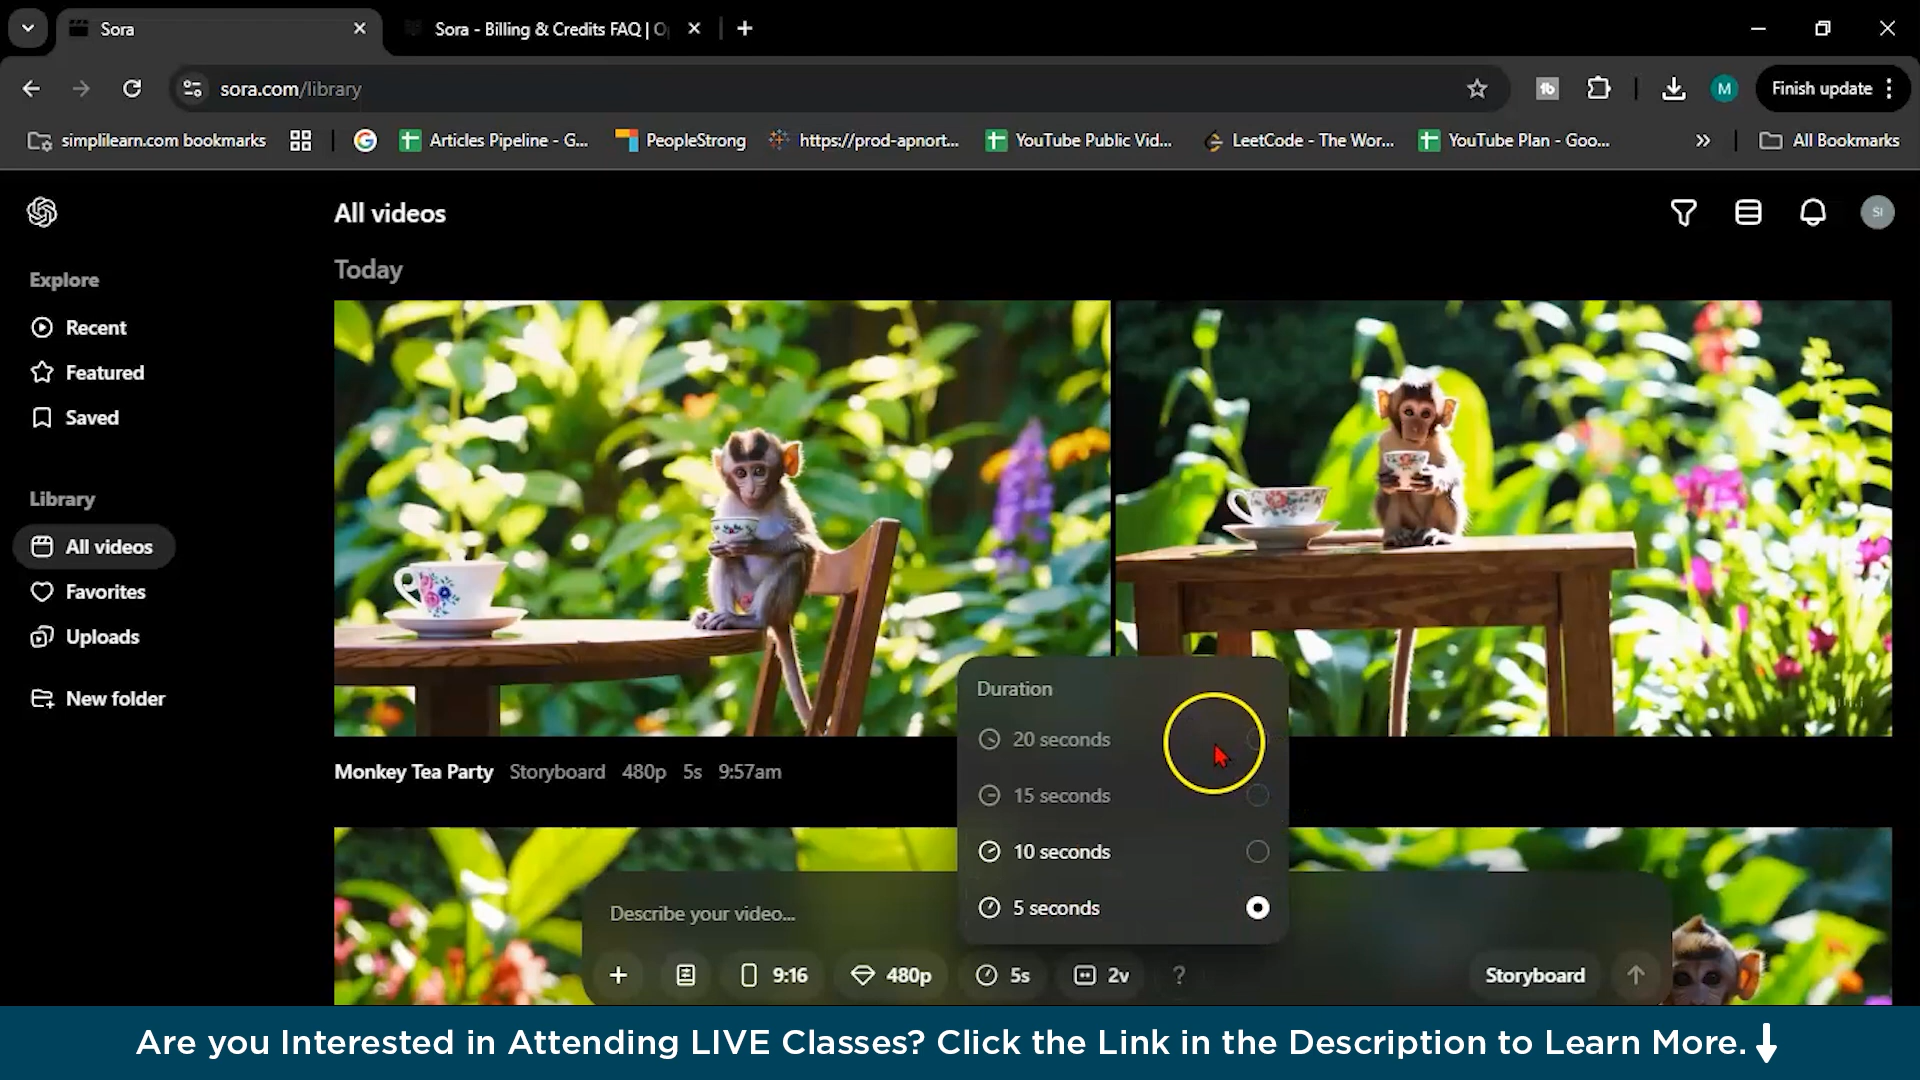 Sora
Sora - Billing & Credits FAQ | O
sora.com/library
M
Finish update
simplilearn.com bookmarks
Articles Pipeline - G...
PeopleStrong
https://prod-apnort...
YouTube Public Vid...
LeetCode - The Wor...
YouTube Plan - Goo...
All Bookmarks
All videos
SI
Today
Explore
Recent
Featured
Saved
Library
All videos
Favorites
Uploads
New folder
Monkey Tea Party Storyboard 480p 5s 9:57am
Duration
20 seconds
15 seconds
10 seconds
5 seconds
Describe your video...
9:16
480p
5s
2v
?
Storyboard
Are you Interested in Attending LIVE Classes? Click the Link in the Description to Learn More.